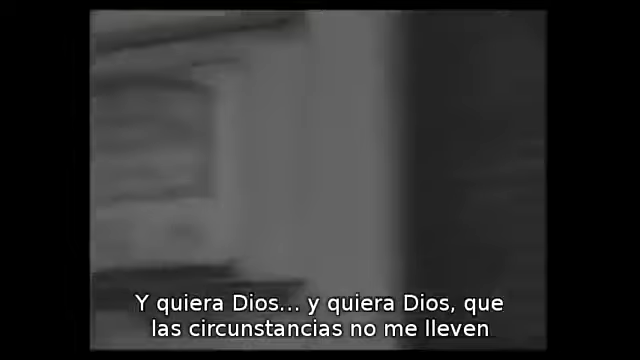 Y quiera Dios... y quiera Dios, que
las circunstancias no me lleven